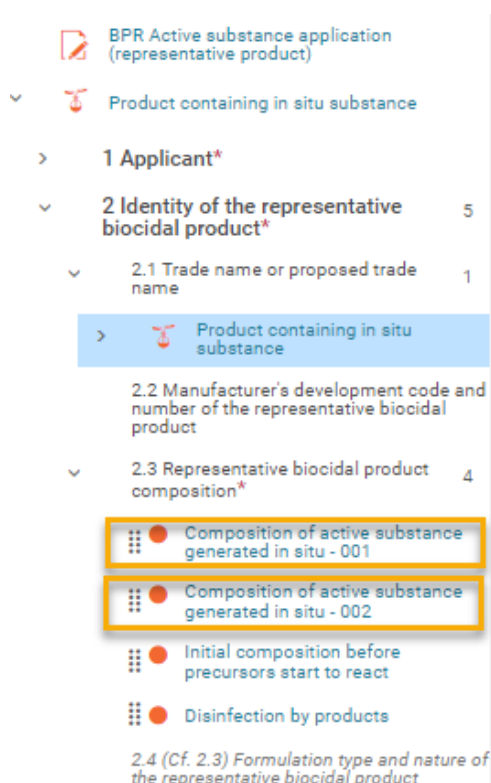 BPR Active substance application
(representative product)
Product containing in situ substance
1 Applicant*
2 Identity of the representative 5
biocidal product*
2.1 Trade name or proposed trade 1
name
Product containing in situ
substance
2.2 Manufacturer's development code and
number of the representative biocidal
product
2.3 Representative biocidal product 4
composition*
Composition of active substance
generated in situ - 001
Composition of active substance
generated in situ - 002
Initial composition before
precursors start to react
Disinfection by products
2.4 (Cf. 2.3) Formulation type and nature of
the representative biocidal product